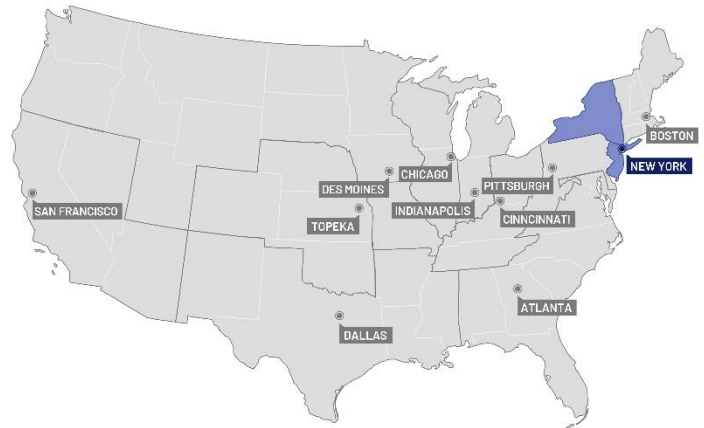 BOSTON
NEW YORK
CHICAGO
PITTSBURGH
DES MOINES
INDIANAPOLIS
CINNCINNATI
SAN FRANCISCO
TOPEKA
ATLANTA
DALLAS